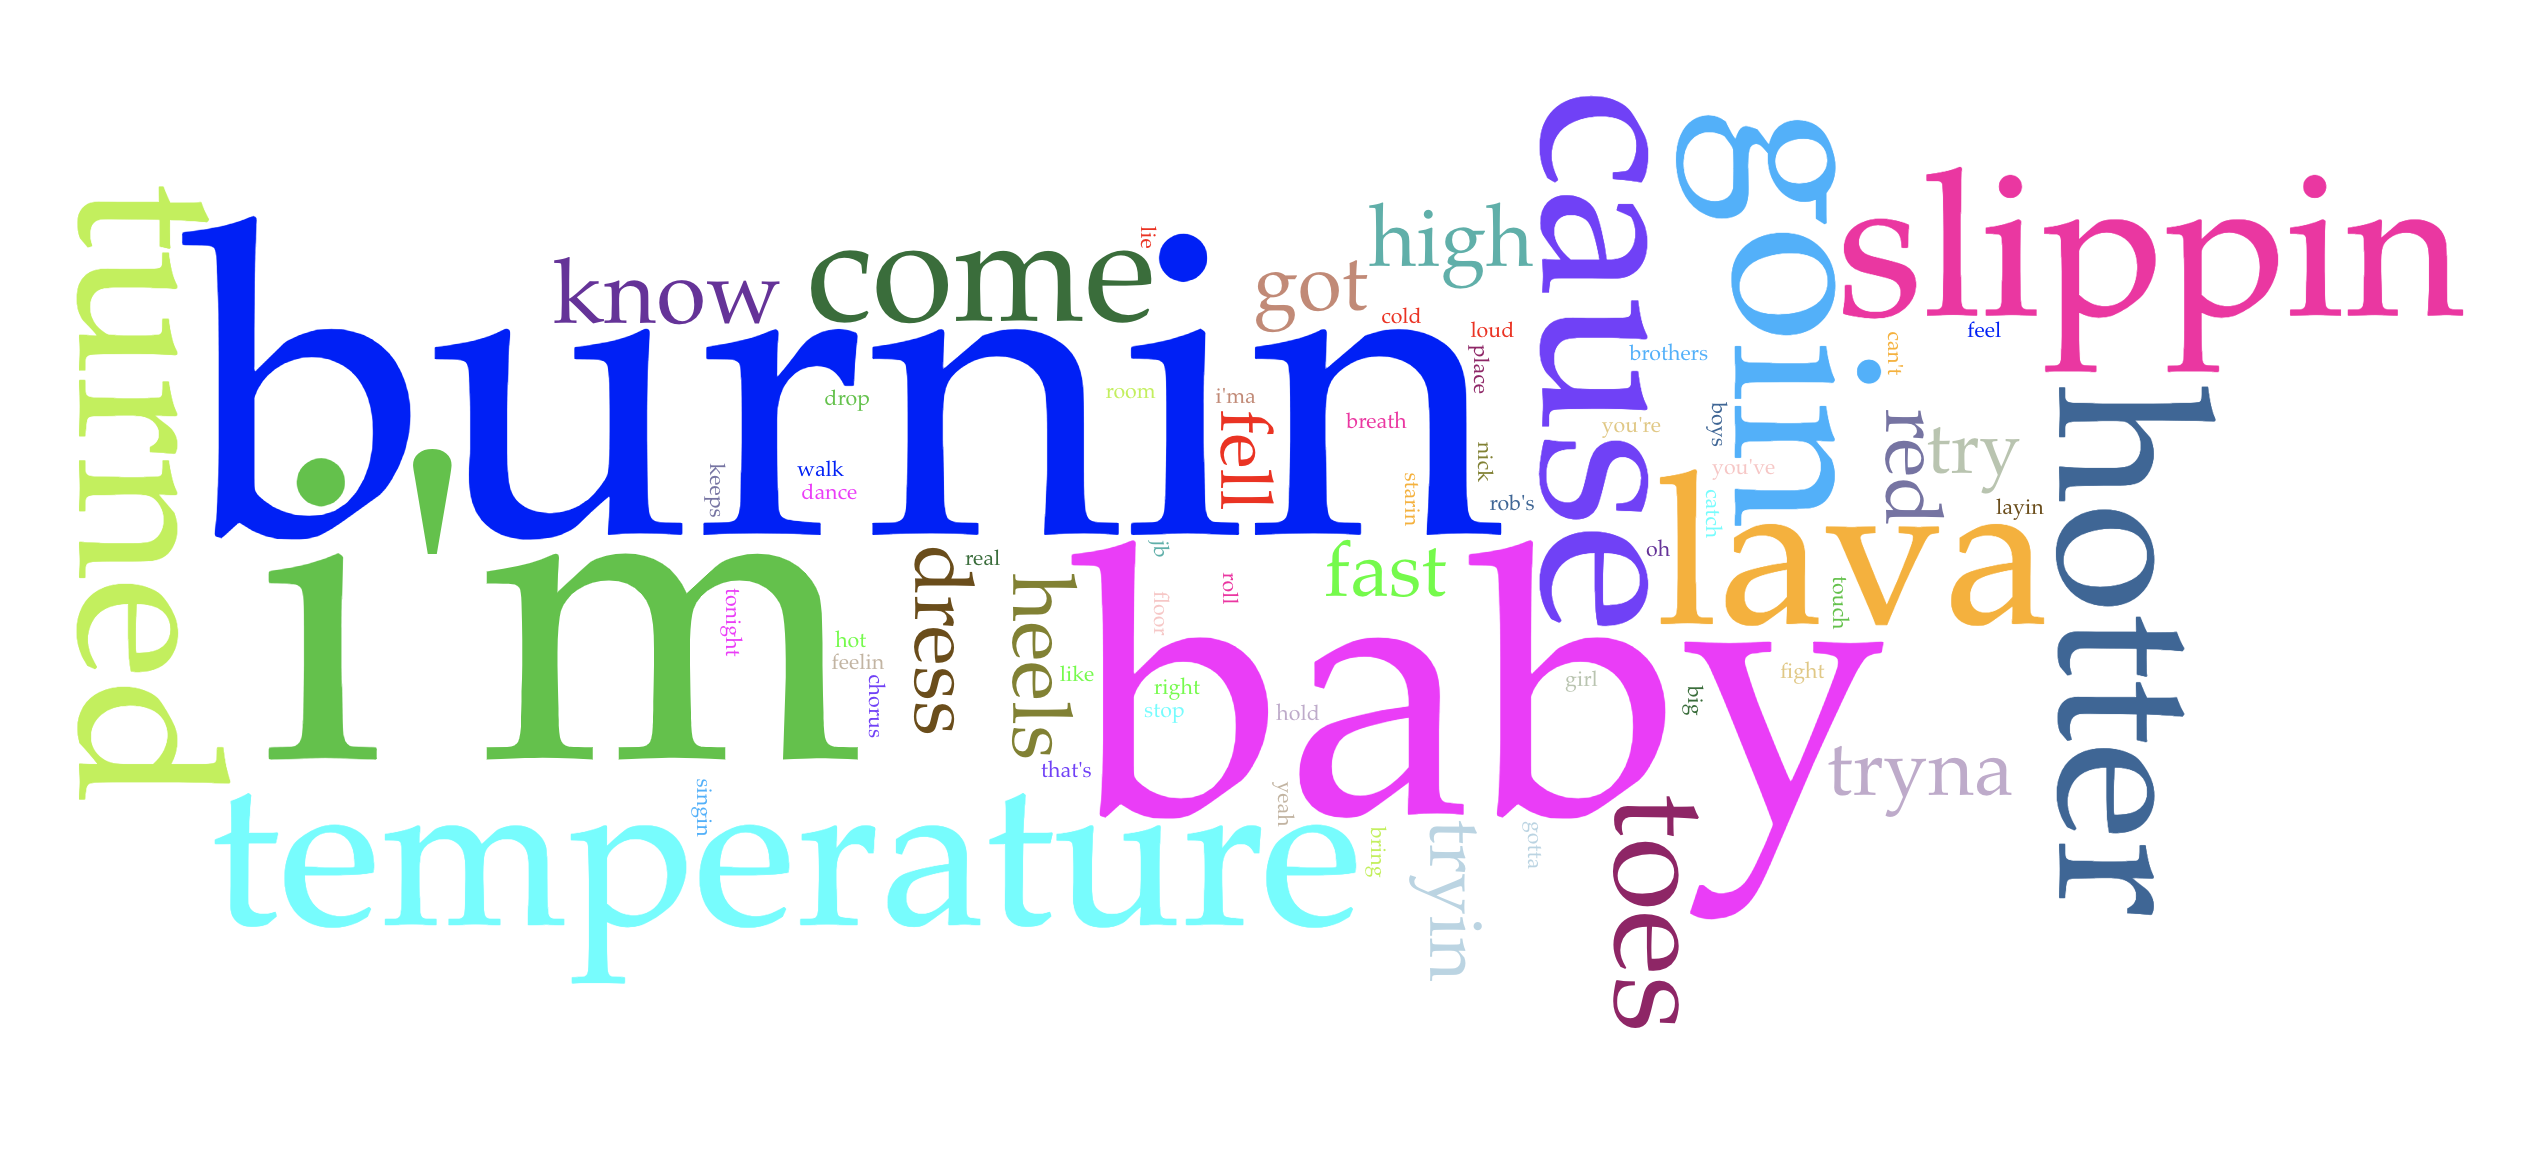 turned
burnin
know
come
lie
got
high
cause
goin
slippin
cold
loud
place
brothers
can't
feel
drop
room
i'ma
fell
breath
you're
boys
red
try
hotter
keeps
walk
dance
starin
nick
rob's
you've
catch
layin
lava
i'm
dress
real
heels
jb
baby
fast
oh
roll
floor
tonight
touch
hot
feelin
chorus
like
right
stop
hold
girl
big
fight
that's
tryna
singin
temperature
yeah
bring
tryin
gotta
toes